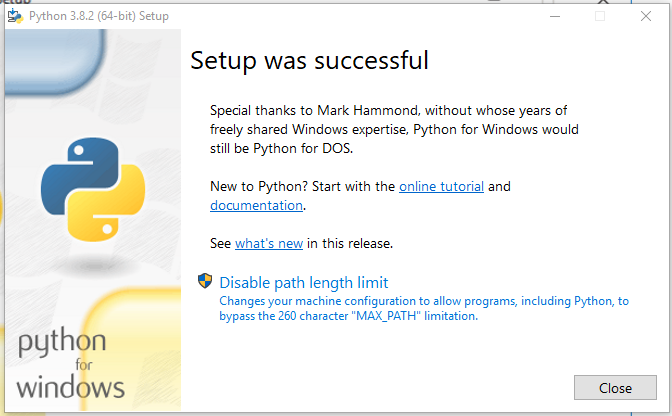 Python 3.8.2 (64-bit) Setup
Setup was successful
Special thanks to Mark Hammond, without whose years of
freely shared Windows expertise, Python for Windows would
still be Python for DOS.
New to Python? Start with the online tutorial and
documentation.
See what's new in this release.
Disable path length limit
Changes your machine configuration to allow programs, including Python, to
bypass the 260 character "MAX_PATH" limitation.
python
for
windows
Close